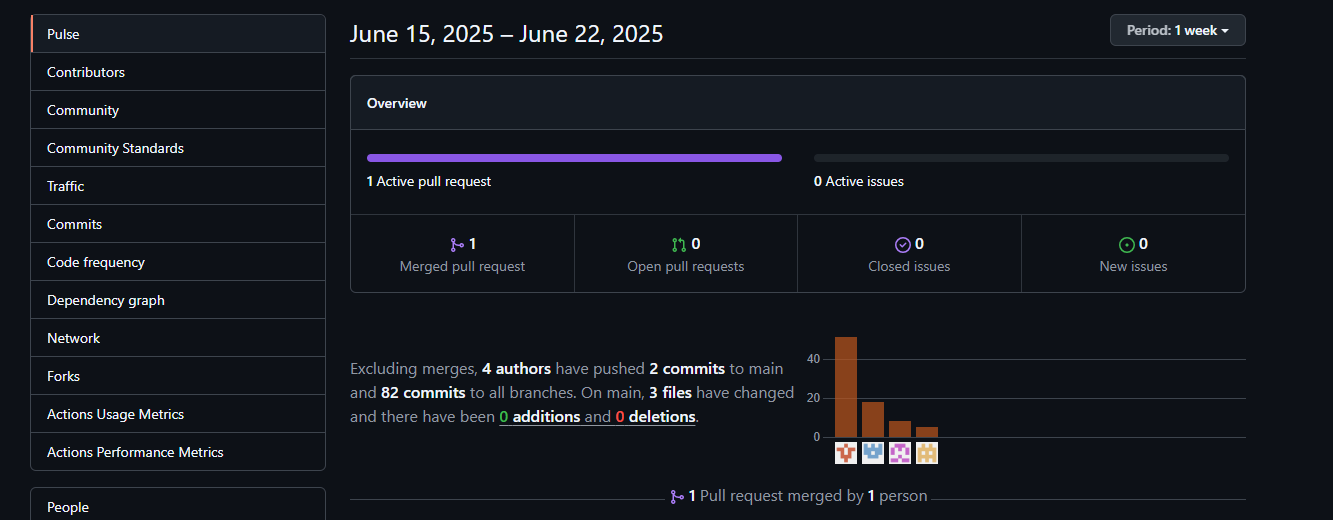 Pulse
Contributors
Community
Community Standards
Traffic
Commits
Code frequency
Dependency graph
Network
Forks
Actions Usage Metrics
Actions Performance Metrics
People
June 15, 2025 – June 22, 2025
Period: 1 week
Overview
1 Active pull request
0 Active issues
1
Merged pull request
0
Open pull requests
0
Closed issues
0
New issues
Excluding merges, 4 authors have pushed 2 commits to main
and 82 commits to all branches. On main, 3 files have changed
and there have been 0 additions and 0 deletions.
40
20
0
1 Pull request merged by 1 person